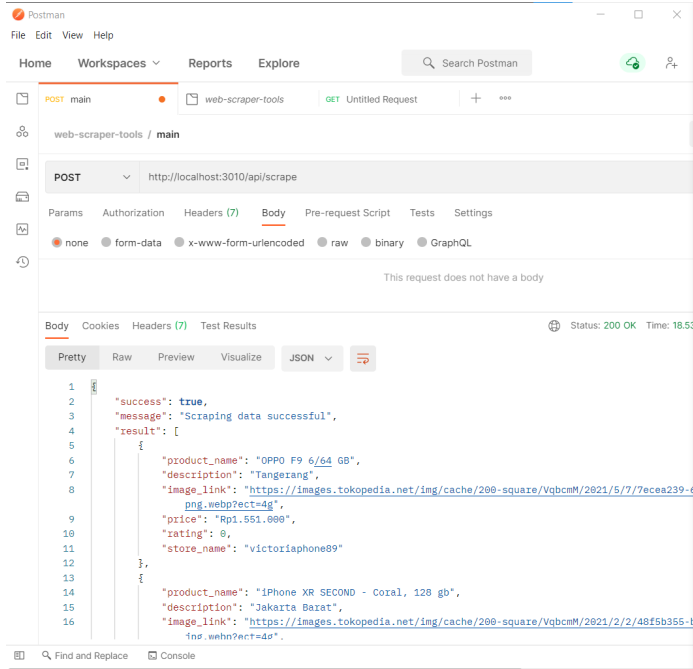 Postman
File Edit View Help
Home Workspaces Reports Explore Search Postman
POST main web-scraper-tools GET Untitled Request
web-scraper-tools / main
POST http://localhost:3010/api/scrape
Params Authorization Headers (7) Body Pre-request Script Tests Settings
none form-data x-www-form-urlencoded raw binary GraphQL
This request does not have a body
Body Cookies Headers (7) Test Results Status: 200 OK Time: 18.53
Pretty Raw Preview Visualize JSON
1 {
2 "success": true,
3 "message": "Scraping data successful",
4 "result": [
5 {
6 "product_name": "OPPO F9 6/64 GB",
7 "description": "Tangerang",
8 "image_link": "https://images.tokopedia.net/img/cache/200-square/VqbcmM/2021/5/7/7ecea239-6
png.webp?ect=4g",
9 "price": "Rp1.551.000",
10 "rating": 0,
11 "store_name": "victoriaphone89"
12 },
13 {
14 "product_name": "iPhone XR SECOND - Coral, 128 gb",
15 "description": "Jakarta Barat",
16 "image_link": "https://images.tokopedia.net/img/cache/200-square/VqbcmM/2021/2/2/48f5b355-b
Find and Replace Console